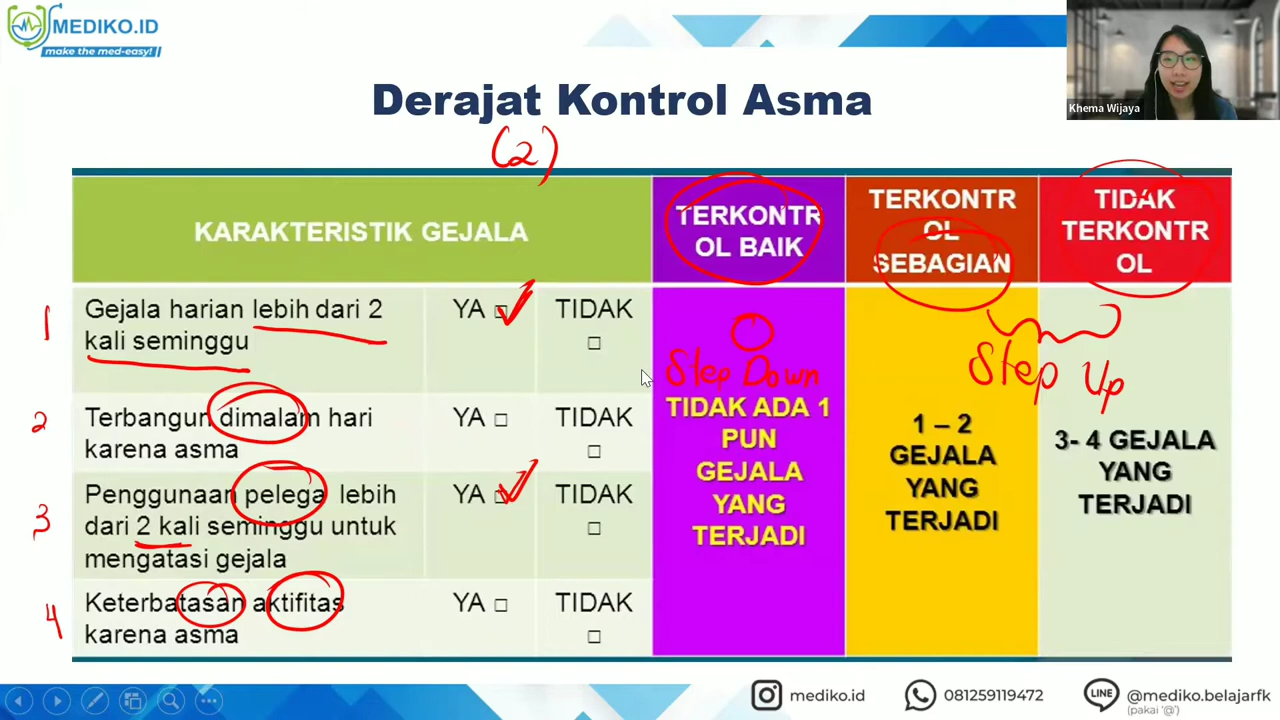 MEDIKO.ID
make the med-easy!
Khema Wijaya
Derajat Kontrol Asma
(2)
KARAKTERISTIK GEJALA
TERKONTR
OL BAIK
TERKONTR
OL
SEBAGIAN
TIDAK
TERKONTR
OL
1
Gejala harian lebih dari 2
kali seminggu
YA □ ✓
TIDAK
□
2
Terbangun dimalam hari
karena asma
YA □
TIDAK
□
3
Penggunaan pelega lebih
dari 2 kali seminggu untuk
mengatasi gejala
YA □ ✓
TIDAK
□
4
Keterbatasan aktifitas
karena asma
YA □
TIDAK
□
Step Down
TIDAK ADA 1
PUN
GEJALA
YANG
TERJADI
Step Up
1 – 2
GEJALA
YANG
TERJADI
3- 4 GEJALA
YANG
TERJADI
mediko.id
081259119472
LINE
@mediko.belajarfk
(pakai '@')